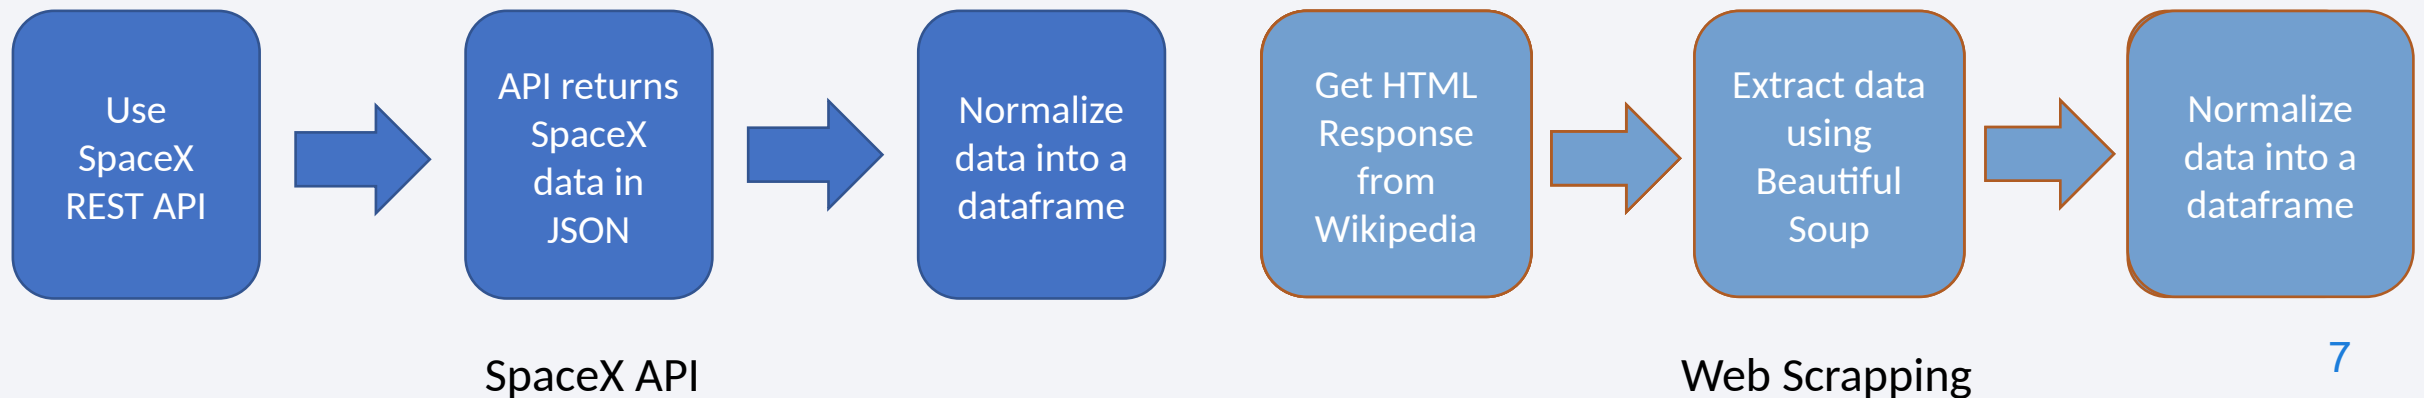 Use
SpaceX
REST API
API returns
SpaceX
data in
JSON
Normalize
data into a
dataframe
Get HTML
Response
from
Wikipedia
Extract data
using
Beautiful
Soup
Normalize
data into a
dataframe
SpaceX API
Web Scrapping
7